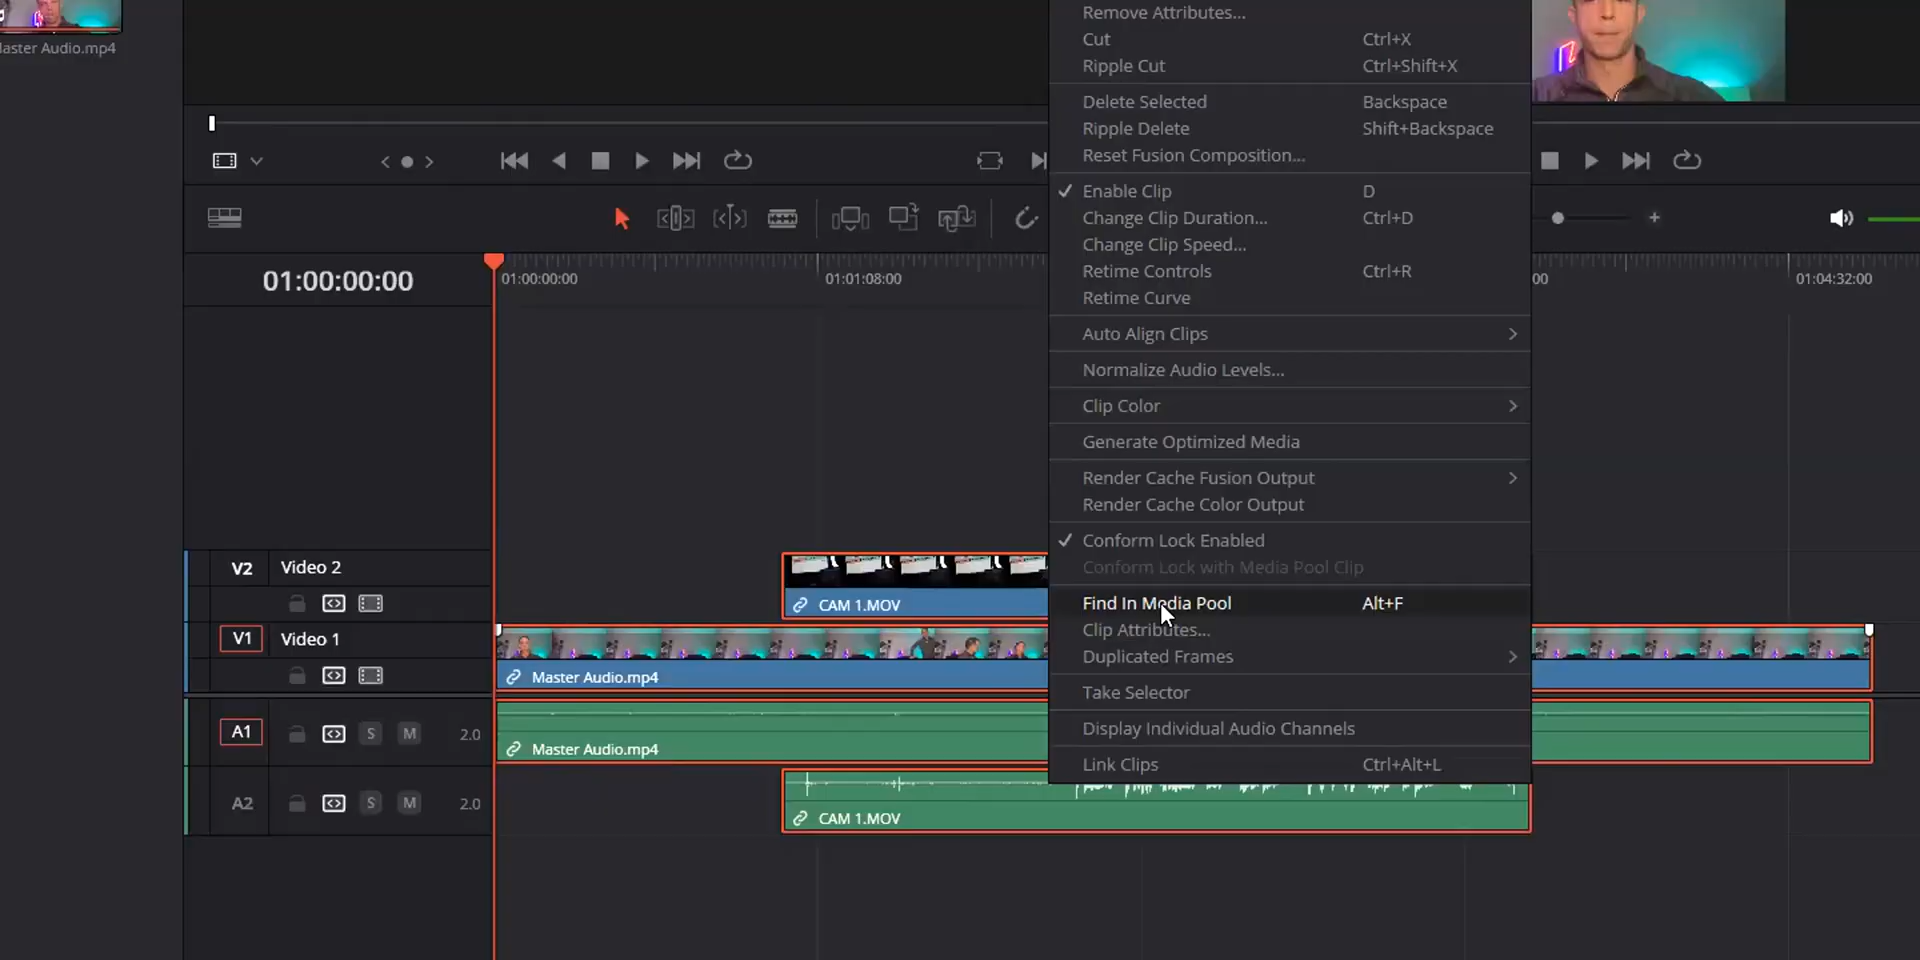 Master Audio.mp4
Remove Attributes...
Cut Ctrl+X
Ripple Cut Ctrl+Shift+X
Delete Selected Backspace
Ripple Delete Shift+Backspace
Reset Fusion Composition...
Enable Clip D
Change Clip Duration... Ctrl+D
Change Clip Speed...
Retime Controls Ctrl+R
Retime Curve
Auto Align Clips
Normalize Audio Levels...
Clip Color
Generate Optimized Media
Render Cache Fusion Output
Render Cache Color Output
Conform Lock Enabled
Conform Lock with Media Pool Clip
Find In Media Pool Alt+F
Clip Attributes...
Duplicated Frames
Take Selector
Display Individual Audio Channels
Link Clips Ctrl+Alt+L
01:00:00:00
01:00:00:00
01:01:08:00
00
01:04:32:00
V2 Video 2
CAM 1.MOV
V1 Video 1
Master Audio.mp4
A1 S M 2.0
Master Audio.mp4
A2 S M 2.0
CAM 1.MOV